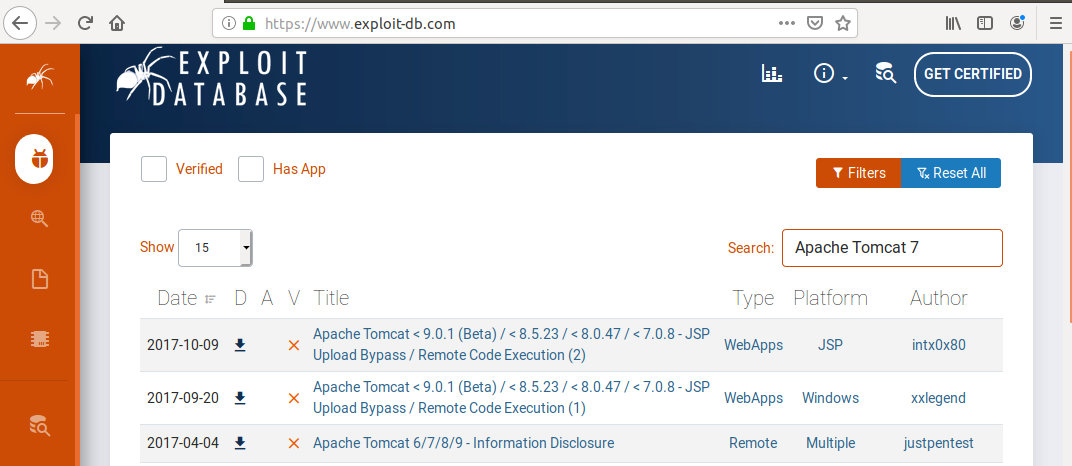 https://www.exploit-db.com
EXPLOIT
DATABASE
GET CERTIFIED
Verified
Has App
Filters
Reset All
Show 15
Search: Apache Tomcat 7
Date D A V Title Type Platform Author
2017-10-09 Apache Tomcat < 9.0.1 (Beta) / < 8.5.23 / < 8.0.47 / < 7.0.8 - JSP
Upload Bypass / Remote Code Execution (2) WebApps JSP intx0x80
2017-09-20 Apache Tomcat < 9.0.1 (Beta) / < 8.5.23 / < 8.0.47 / < 7.0.8 - JSP
Upload Bypass / Remote Code Execution (1) WebApps Windows xxlegend
2017-04-04 Apache Tomcat 6/7/8/9 - Information Disclosure Remote Multiple justpentest